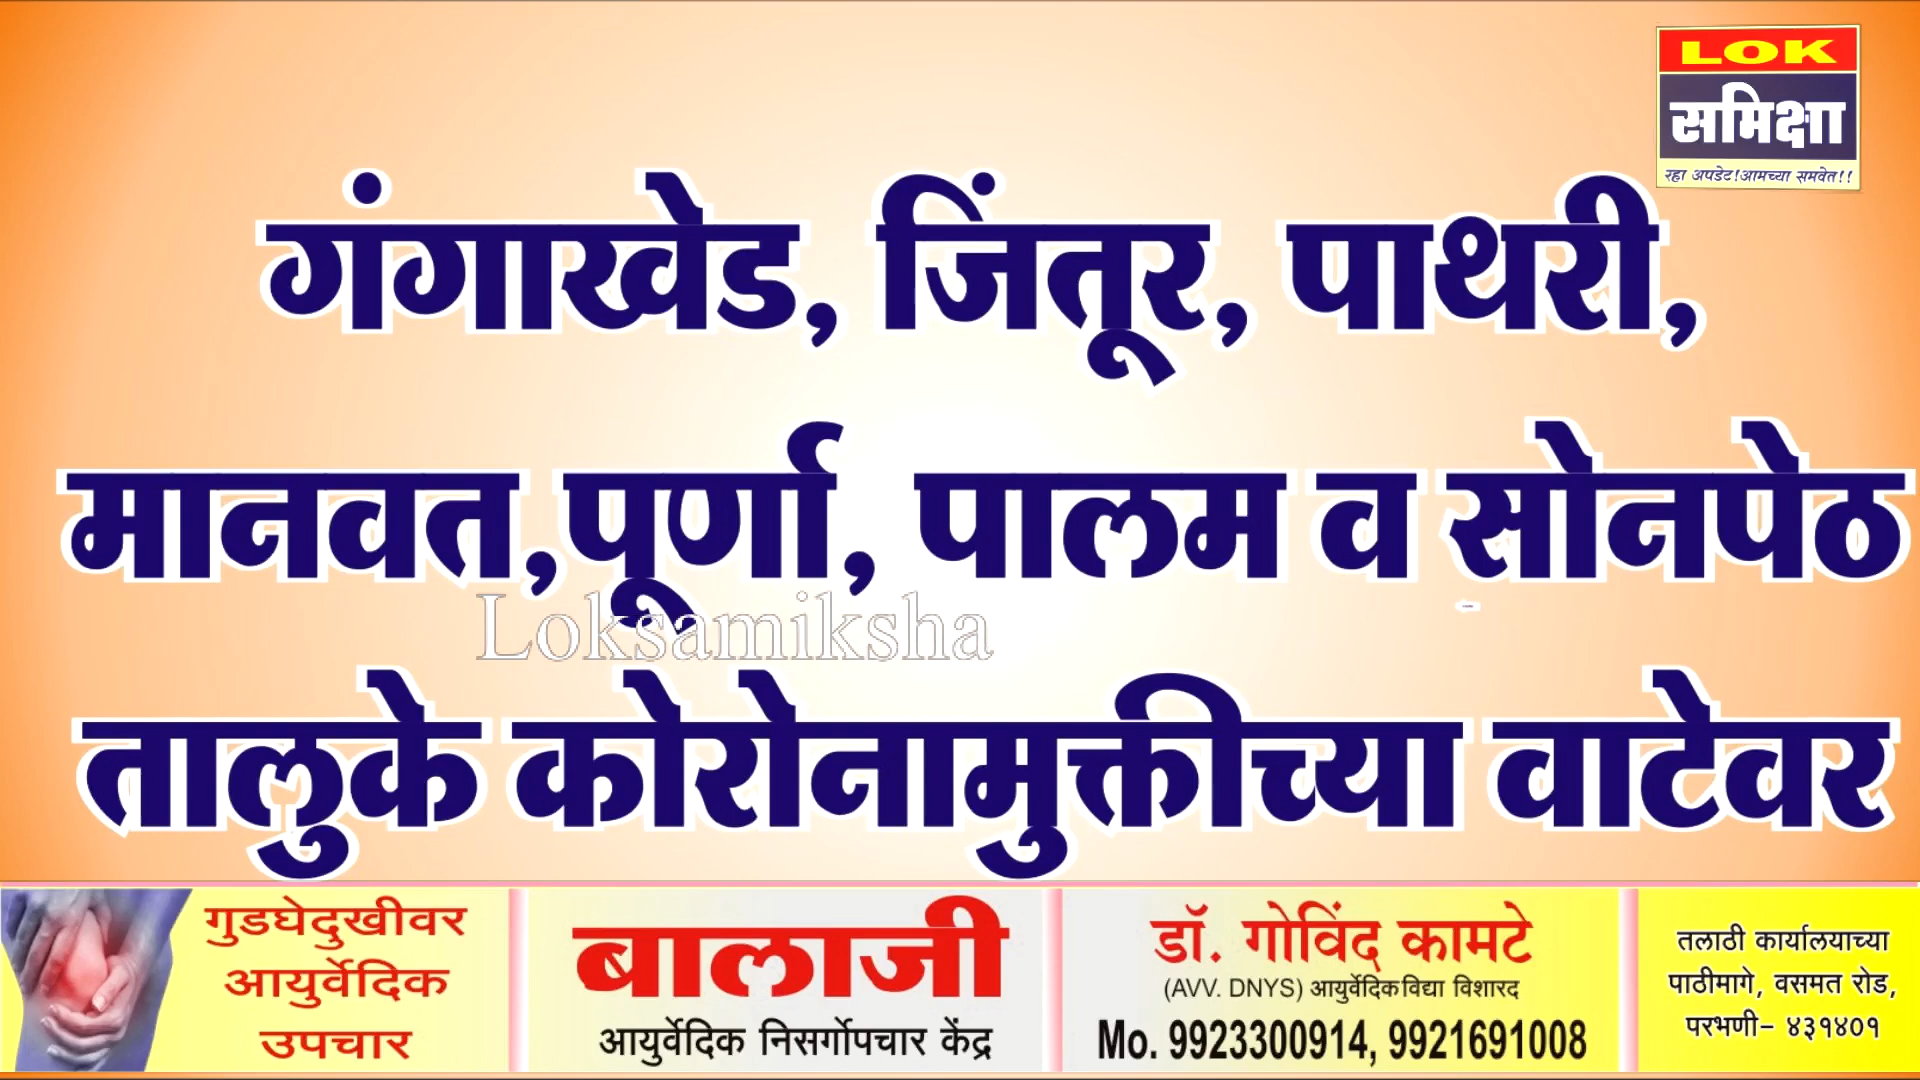 LOK
समिक्षा
रहा अपडेट!आमच्या समवेत!!
गंगाखेड, जिंतूर, पाथरी,
मानवत,पूर्णा, पालम व सोनपेठ
Loksamiksha
तालुके कोरोनामुक्तीच्या वाटेवर
गुडघेदुखीवर
आयुर्वेदिक
उपचार
बालाजी
आयुर्वेदिक निसर्गोपचार केंद्र
डॉ. गोविंद कामटे
(AVV. DNYS) आयुर्वेदिकविद्या विशारद
Mo. 9923300914, 9921691008
तलाठी कार्यालयाच्या
पाठीमागे, वसमत रोड,
परभणी- ४३१४०१